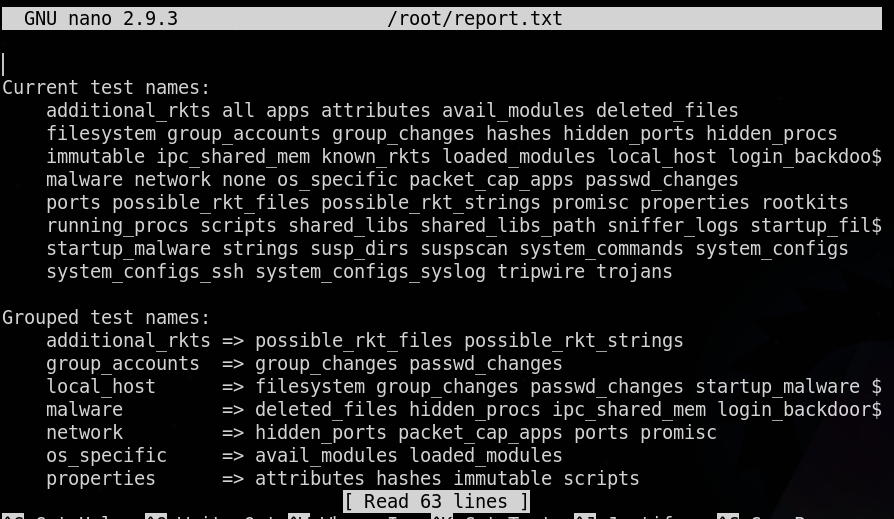 GNU nano 2.9.3 /root/report.txt
Current test names:
additional_rkts all apps attributes avail_modules deleted_files
filesystem group_accounts group_changes hashes hidden_ports hidden_procs
immutable ipc_shared_mem known_rkts loaded_modules local_host login_backdoo$
malware network none os_specific packet_cap_apps passwd_changes
ports possible_rkt_files possible_rkt_strings promisc properties rootkits
running_procs scripts shared_libs shared_libs_path sniffer_logs startup_fil$
startup_malware strings susp_dirs suspscan system_commands system_configs
system_configs_ssh system_configs_syslog tripwire trojans
Grouped test names:
additional_rkts => possible_rkt_files possible_rkt_strings
group_accounts => group_changes passwd_changes
local_host => filesystem group_changes passwd_changes startup_malware $
malware => deleted_files hidden_procs ipc_shared_mem login_backdoor$
network => hidden_ports packet_cap_apps ports promisc
os_specific => avail_modules loaded_modules
properties => attributes hashes immutable scripts
[ Read 63 lines ]